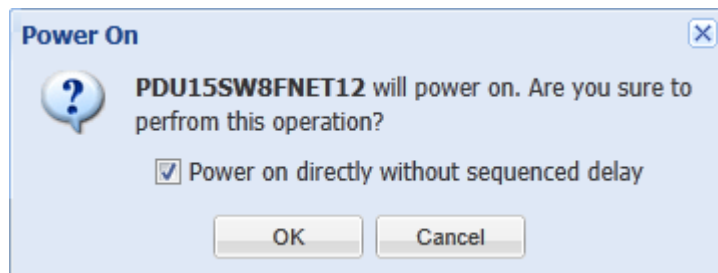 Power On
PDU15SW8FNET12 will power on. Are you sure to
perfrom this operation?
Power on directly without sequenced delay
OK Cancel